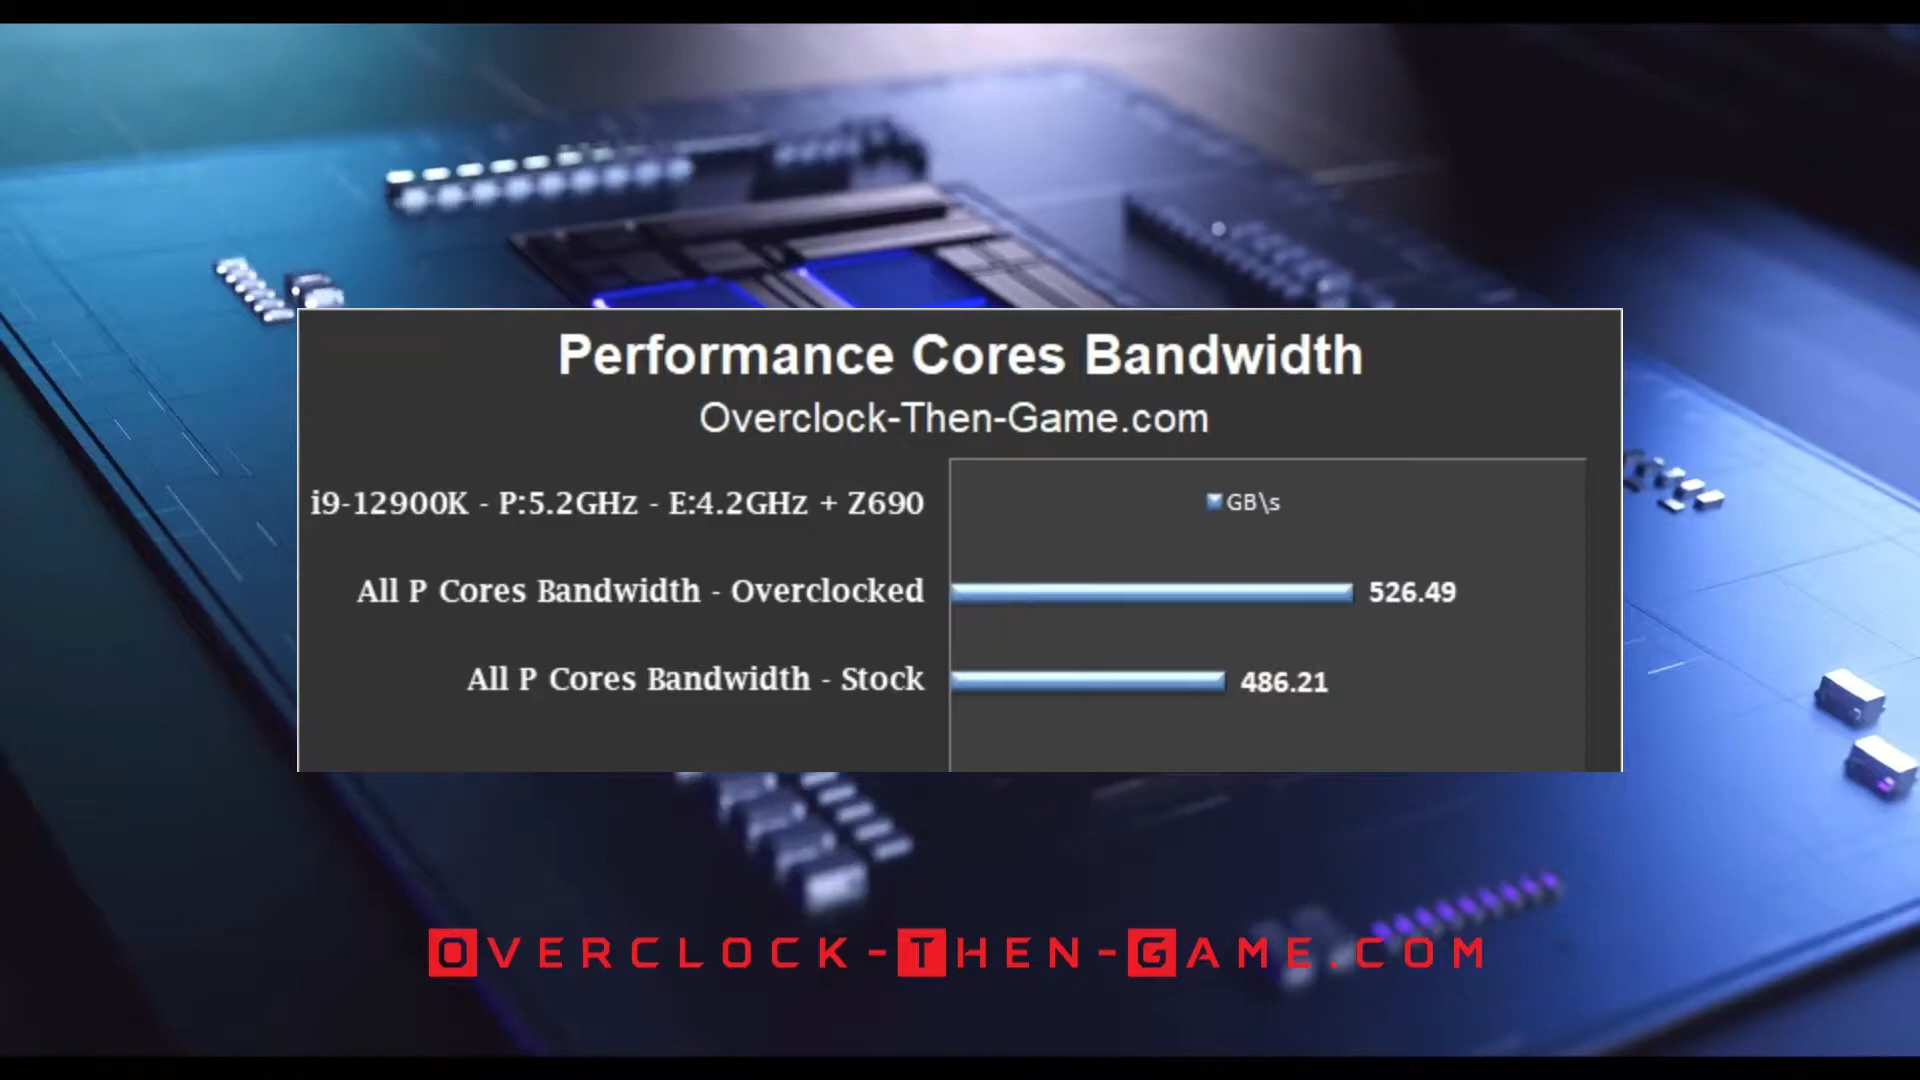 Performance Cores Bandwidth
Overclock-Then-Game.com
i9-12900K - P:5.2GHz - E:4.2GHz + Z690
GB\s
All P Cores Bandwidth - Overclocked
526.49
All P Cores Bandwidth - Stock
486.21
OVERCLOCK-THEN-GAME.COM